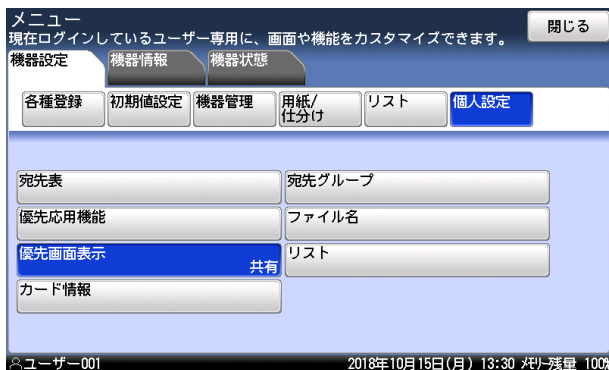 メニュー
現在ログインしているユーザー専用に、画面や機能をカスタマイズできます。
閉じる
機器設定 機器情報 機器状態
各種登録 初期値設定 機器管理 用紙/ リスト 個人設定
仕分け
宛先表 宛先グループ
優先応用機能 ファイル名
優先画面表示 リスト
共有
カード情報
ユーザー001 2018年10月15日(月) 13:30 メモリー残量 100%